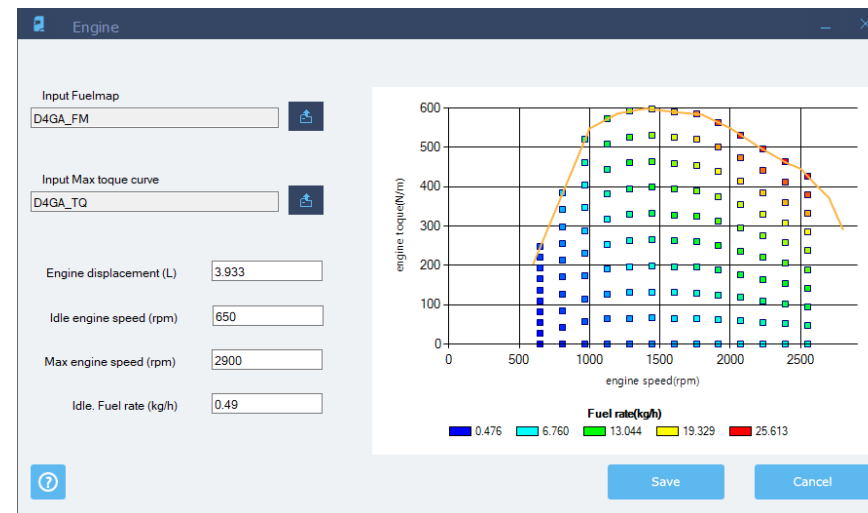 Engine
Input Fuelmap
D4GA_FM
Input Max toque curve
D4GA_TQ
Engine displacement (L)
3.933
Idle engine speed (rpm)
650
Max engine speed (rpm)
2900
Idle. Fuel rate (kg/h)
0.49
engine toque(N/m)
600
500
400
300
200
100
0
0 500 1000 1500 2000 2500
engine speed(rpm)
Fuel rate(kg/h)
0.476 6.760 13.044 19.329 25.613
?
Save
Cancel